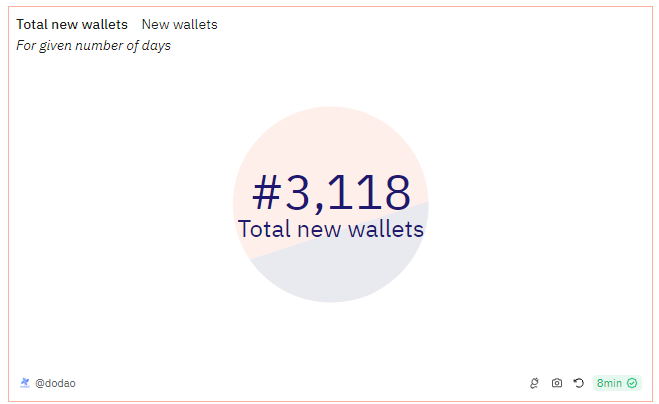 Total new wallets New wallets
For given number of days
#3,118
Total new wallets
@dodao 8min